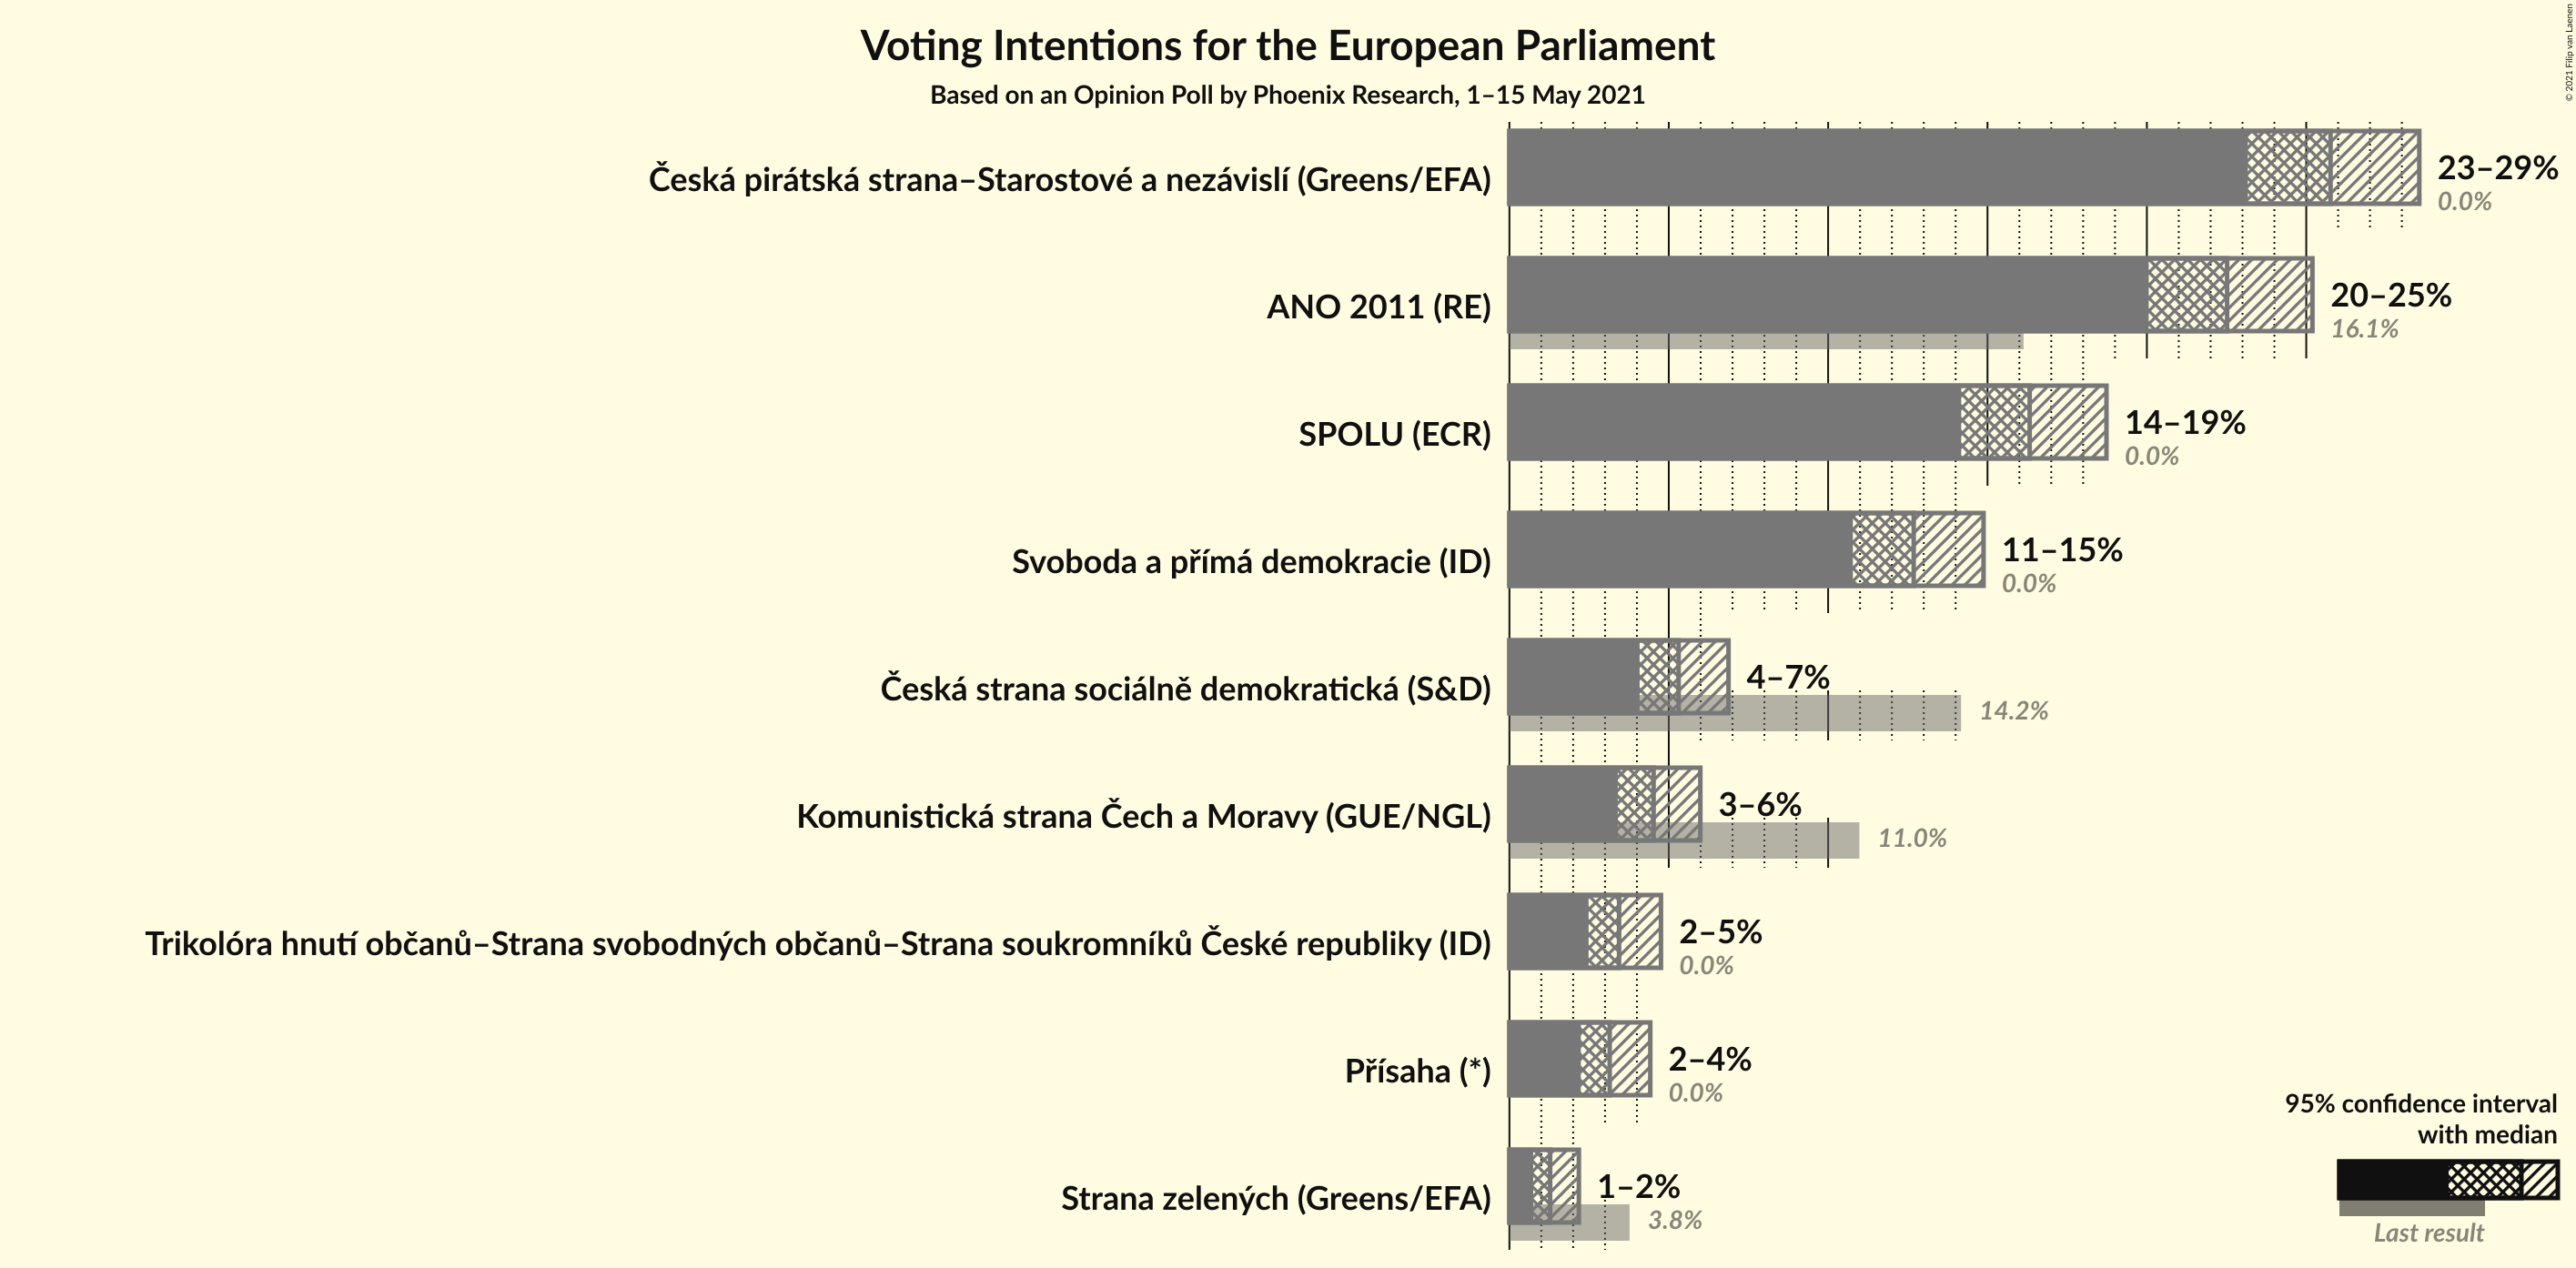 Voting Intentions for the European Parliament
Based on an Opinion Poll by Phoenix Research, 1–15 May 2021
© 2021 Filip van Laenen
Česká pirátská strana–Starostové a nezávislí (Greens/EFA)
23–29%
0.0%
ANO 2011 (RE)
20–25%
16.1%
SPOLU (ECR)
14–19%
0.0%
Svoboda a přímá demokracie (ID)
11–15%
0.0%
Česká strana sociálně demokratická (S&D)
4–7%
14.2%
Komunistická strana Čech a Moravy (GUE/NGL)
3–6%
11.0%
Trikolóra hnutí občanů–Strana svobodných občanů–Strana soukromníků České republiky (ID)
2–5%
0.0%
Přísaha (*)
2–4%
0.0%
Strana zelených (Greens/EFA)
1–2%
3.8%
95% confidence interval
with median
Last result